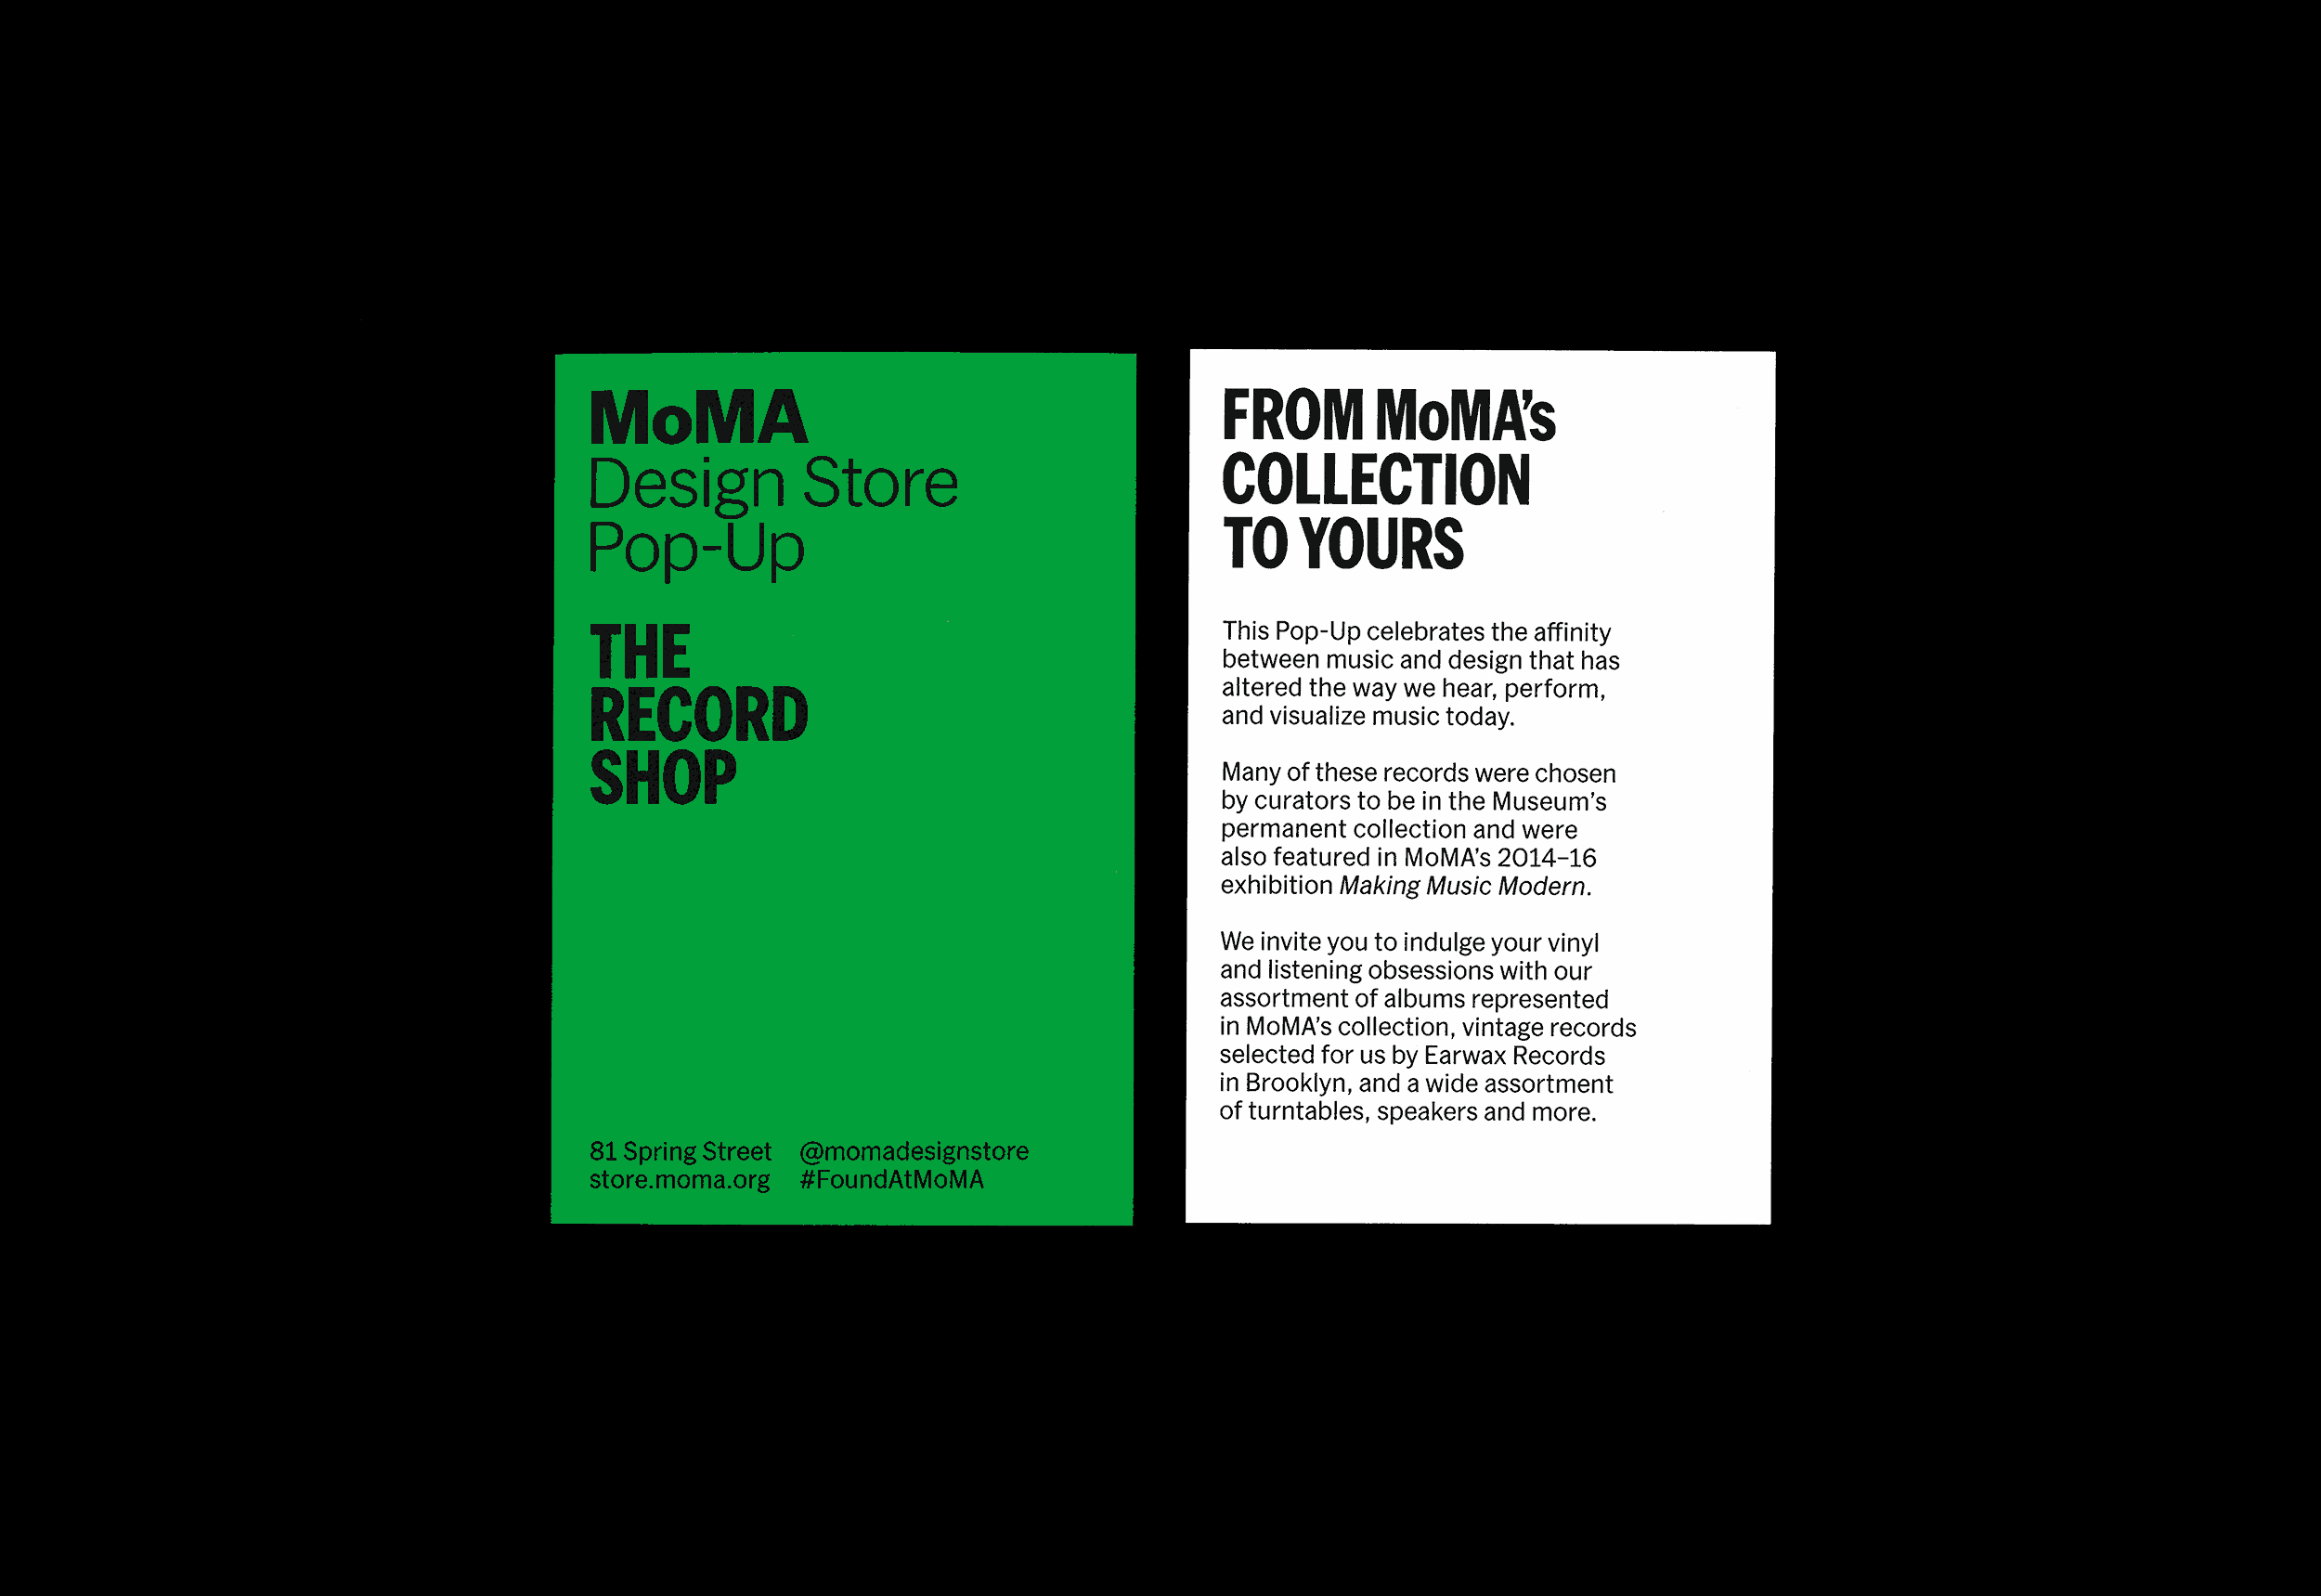 MoMA
Design Store
Pop-Up
THE
RECORD
SHOP
81 Spring Street @momadesignstore
store.moma.org #FoundAtMoMA
FROM MoMA’s
COLLECTION
TO YOURS
This Pop-Up celebrates the affinity
between music and design that has
altered the way we hear, perform,
and visualize music today.
Many of these records were chosen
by curators to be in the Museum’s
permanent collection and were
also featured in MoMA’s 2014–16
exhibition Making Music Modern.
We invite you to indulge your vinyl
and listening obsessions with our
assortment of albums represented
in MoMA’s collection, vintage records
selected for us by Earwax Records
in Brooklyn, and a wide assortment
of turntables, speakers and more.